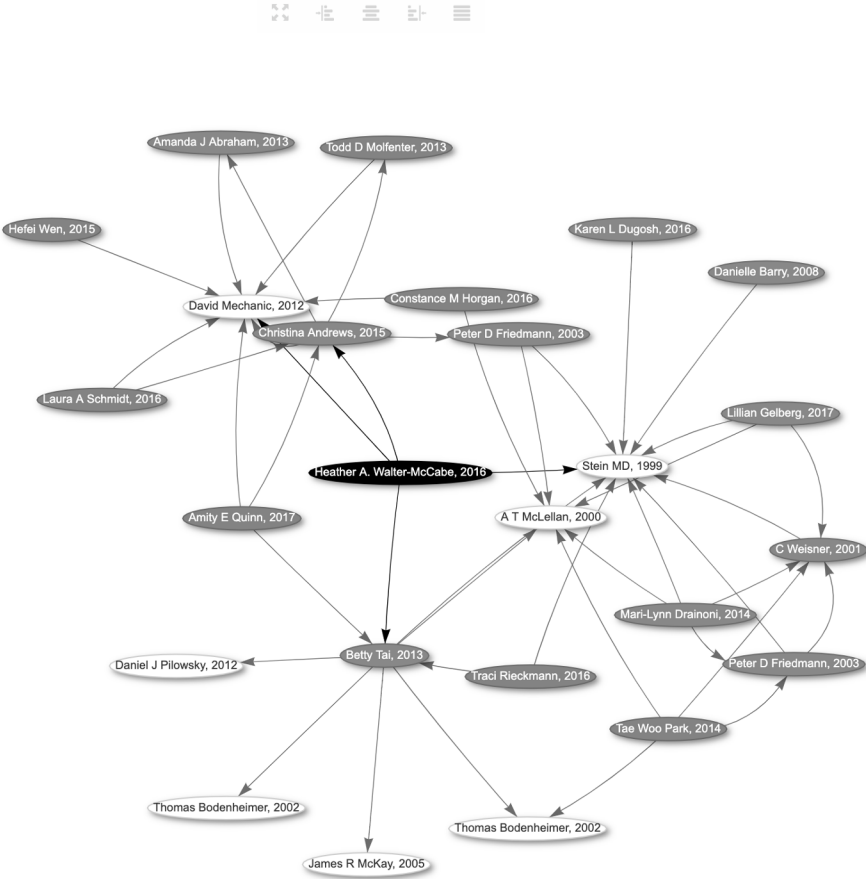 Amanda J Abraham, 2013
Todd D Molfenter, 2013
Hefei Wen, 2015
Karen L Dugosh, 2016
Danielle Barry, 2008
David Mechanic, 2012
Constance M Horgan, 2016
Christina Andrews, 2015
Peter D Friedmann, 2003
Laura A Schmidt, 2016
Lillian Gelberg, 2017
Heather A. Walter-McCabe, 2016
Stein MD, 1999
Amity E Quinn, 2017
A T McLellan, 2000
C Weisner, 2001
Mari-Lynn Drainoni, 2014
Betty Tai, 2013
Daniel J Pilowsky, 2012
Peter D Friedmann, 2003
Traci Rieckmann, 2016
Tae Woo Park, 2014
Thomas Bodenheimer, 2002
Thomas Bodenheimer, 2002
James R McKay, 2005